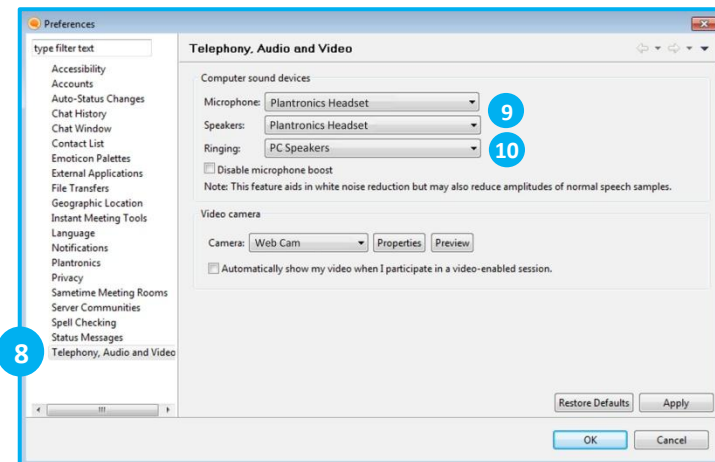 Preferences
type filter text
Accessibility
Accounts
Auto-Status Changes
Chat History
Chat Window
Contact List
Emoticon Palettes
External Applications
File Transfers
Geographic Location
Instant Meeting Tools
Language
Notifications
Plantronics
Privacy
Sametime Meeting Rooms
Server Communities
Spell Checking
Status Messages
8
Telephony, Audio and Video
Telephony, Audio and Video
Computer sound devices
Microphone: Plantronics Headset
9
Speakers: Plantronics Headset
Ringing: PC Speakers
10
Disable microphone boost
Note: This feature aids in white noise reduction but may also reduce amplitudes of normal speech samples.
Video camera
Camera: Web Cam Properties Preview
Automatically show my video when I participate in a video-enabled session.
Restore Defaults Apply
OK Cancel